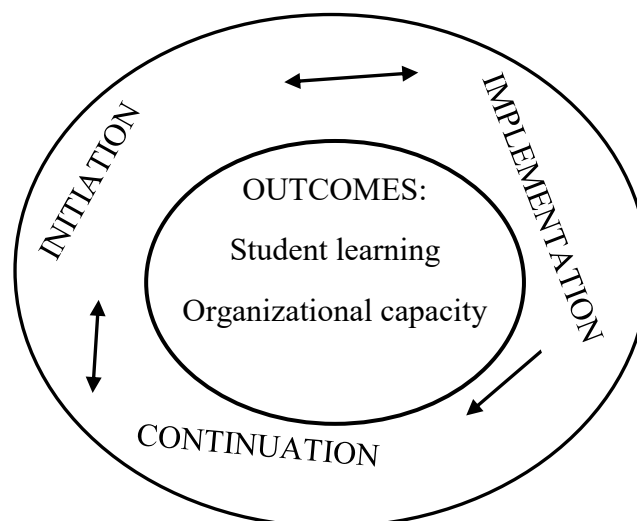 INITIATION
IMPLEMENTATION
OUTCOMES:
Student learning
Organizational capacity
CONTINUATION